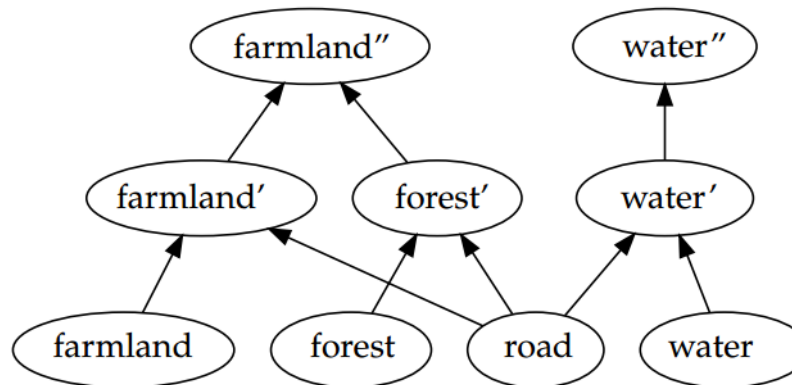 farmland″ water″
farmland′ forest′ water′
farmland forest road water